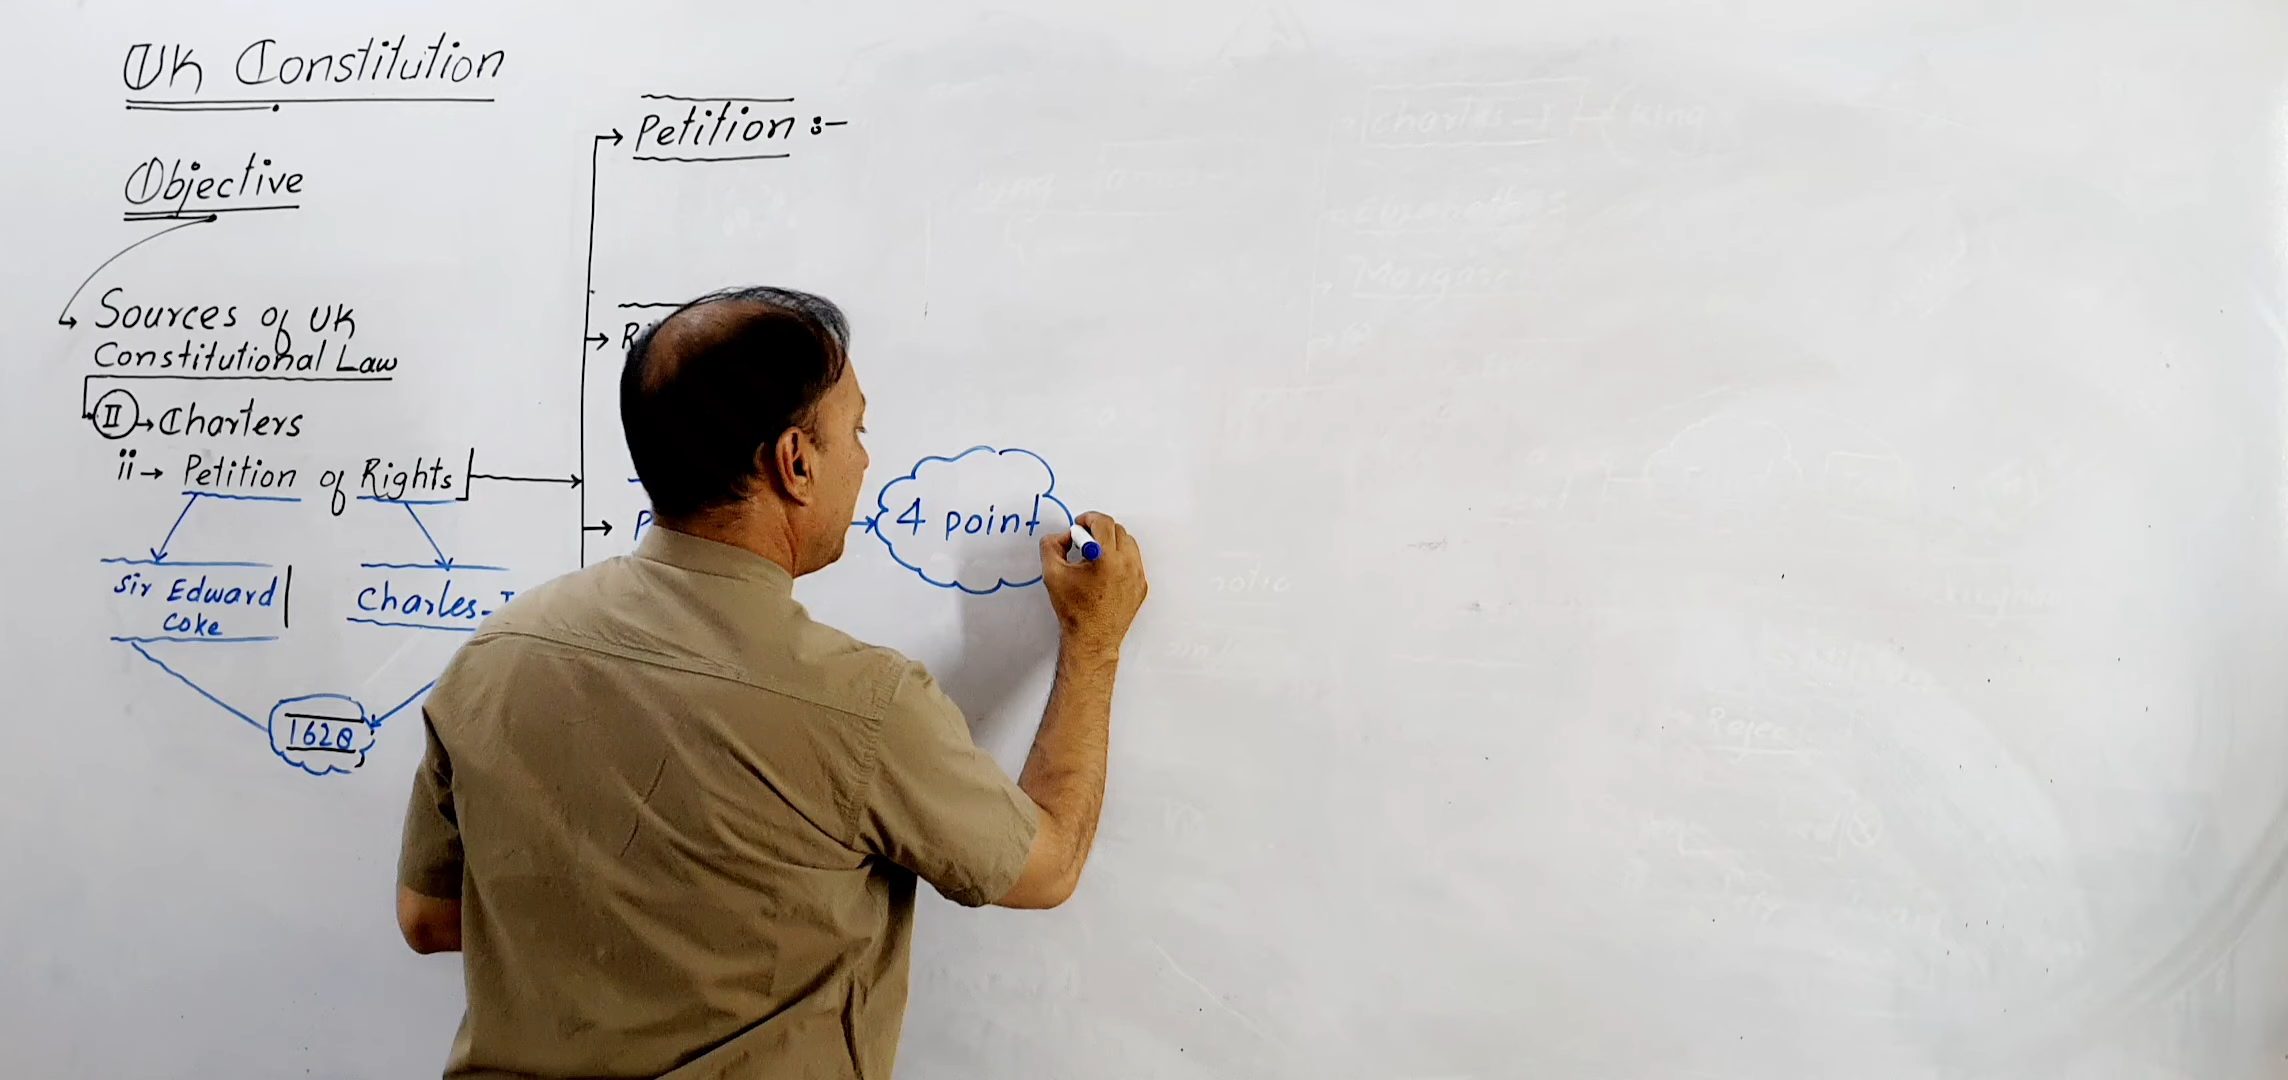 UK Constitution
Objective
Sources of UK
Constitutional Law
II → Charters
ii → Petition of Rights
Sir Edward
Coke
Charles-I
1628
Petition :-
4 point